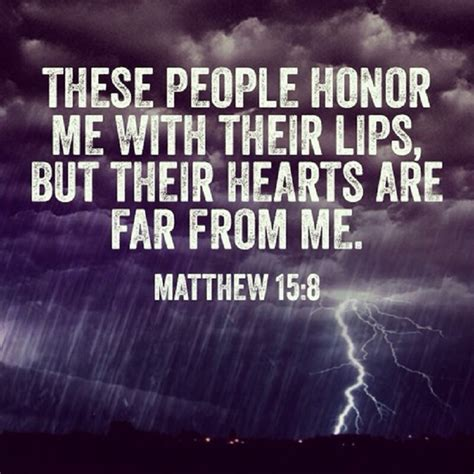 THESE PEOPLE HONOR
ME WITH THEIR LIPS,
BUT THEIR HEARTS ARE
FAR FROM ME.
MATTHEW 15:8